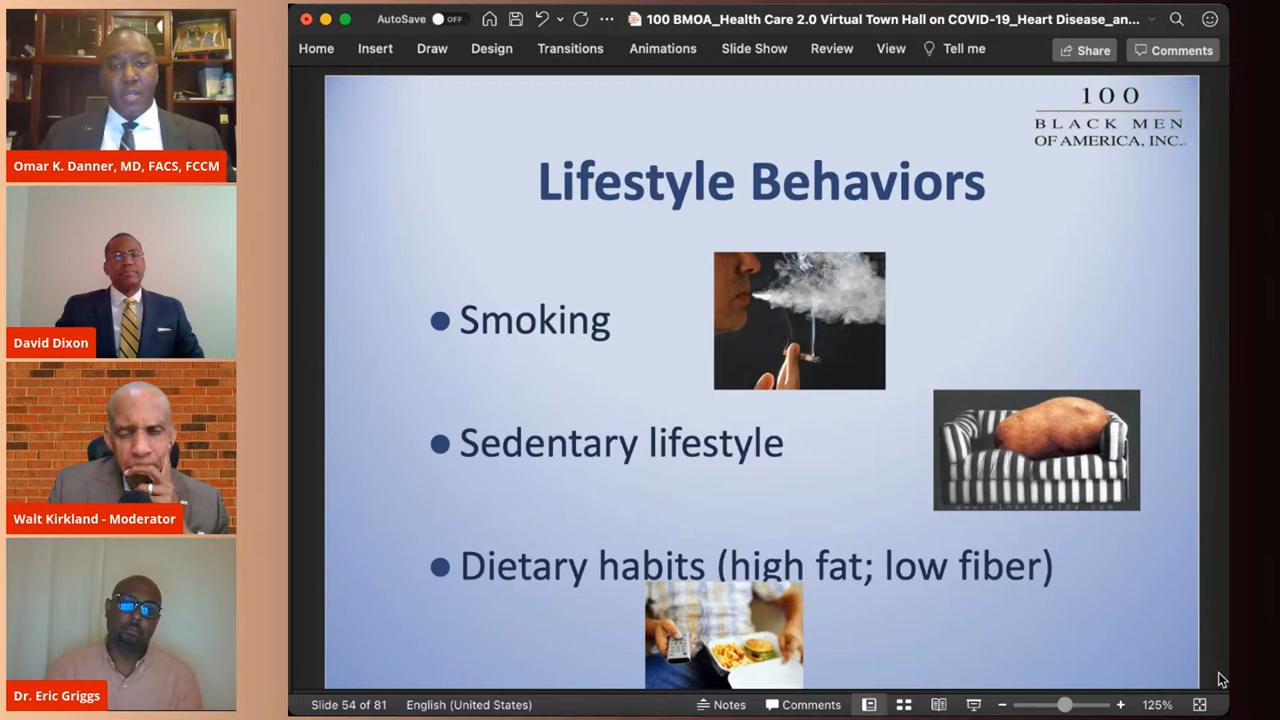 Omar K. Danner, MD, FACS, FCCM
David Dixon
Walt Kirkland - Moderator
Dr. Eric Griggs
AutoSave OFF
100 BMOA_Health Care 2.0 Virtual Town Hall on COVID-19_Heart Disease_an...
Home Insert Draw Design Transitions Animations Slide Show Review View Tell me Share Comments
100
BLACK MEN
OF AMERICA, INC.
Lifestyle Behaviors
● Smoking
● Sedentary lifestyle
www.cinderzelda.com
● Dietary habits (high fat; low fiber)
Slide 54 of 81 English (United States) Notes Comments 125%